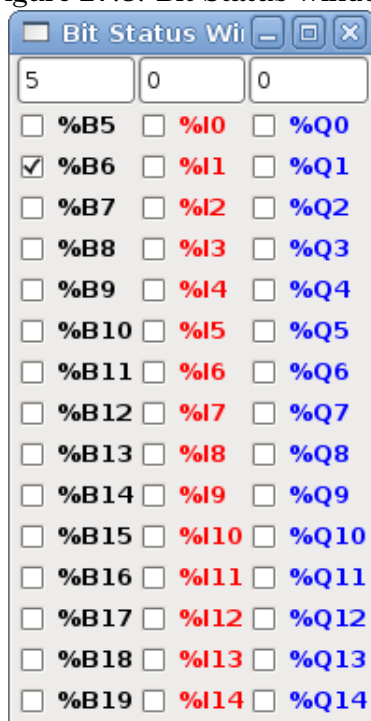 Bit Status Wi
5 0 0
%B5 %I0 %Q0
%B6 %I1 %Q1
%B7 %I2 %Q2
%B8 %I3 %Q3
%B9 %I4 %Q4
%B10 %I5 %Q5
%B11 %I6 %Q6
%B12 %I7 %Q7
%B13 %I8 %Q8
%B14 %I9 %Q9
%B15 %I10 %Q10
%B16 %I11 %Q11
%B17 %I12 %Q12
%B18 %I13 %Q13
%B19 %I14 %Q14